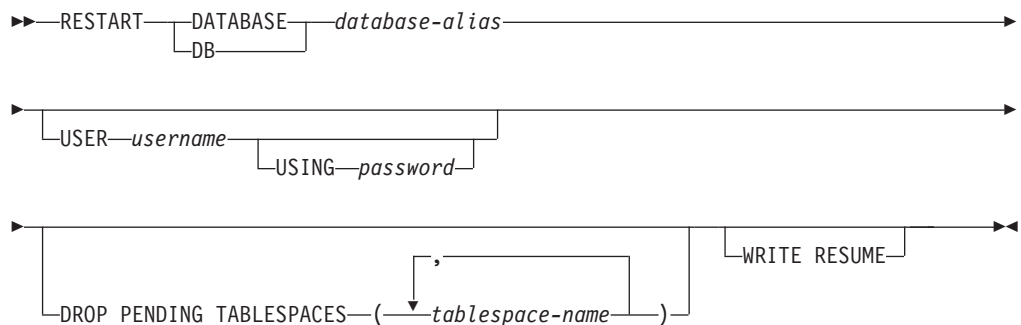 RESTART DATABASE database-alias
DB
USER username
USING password
,
WRITE RESUME
DROP PENDING TABLESPACES ( tablespace-name )